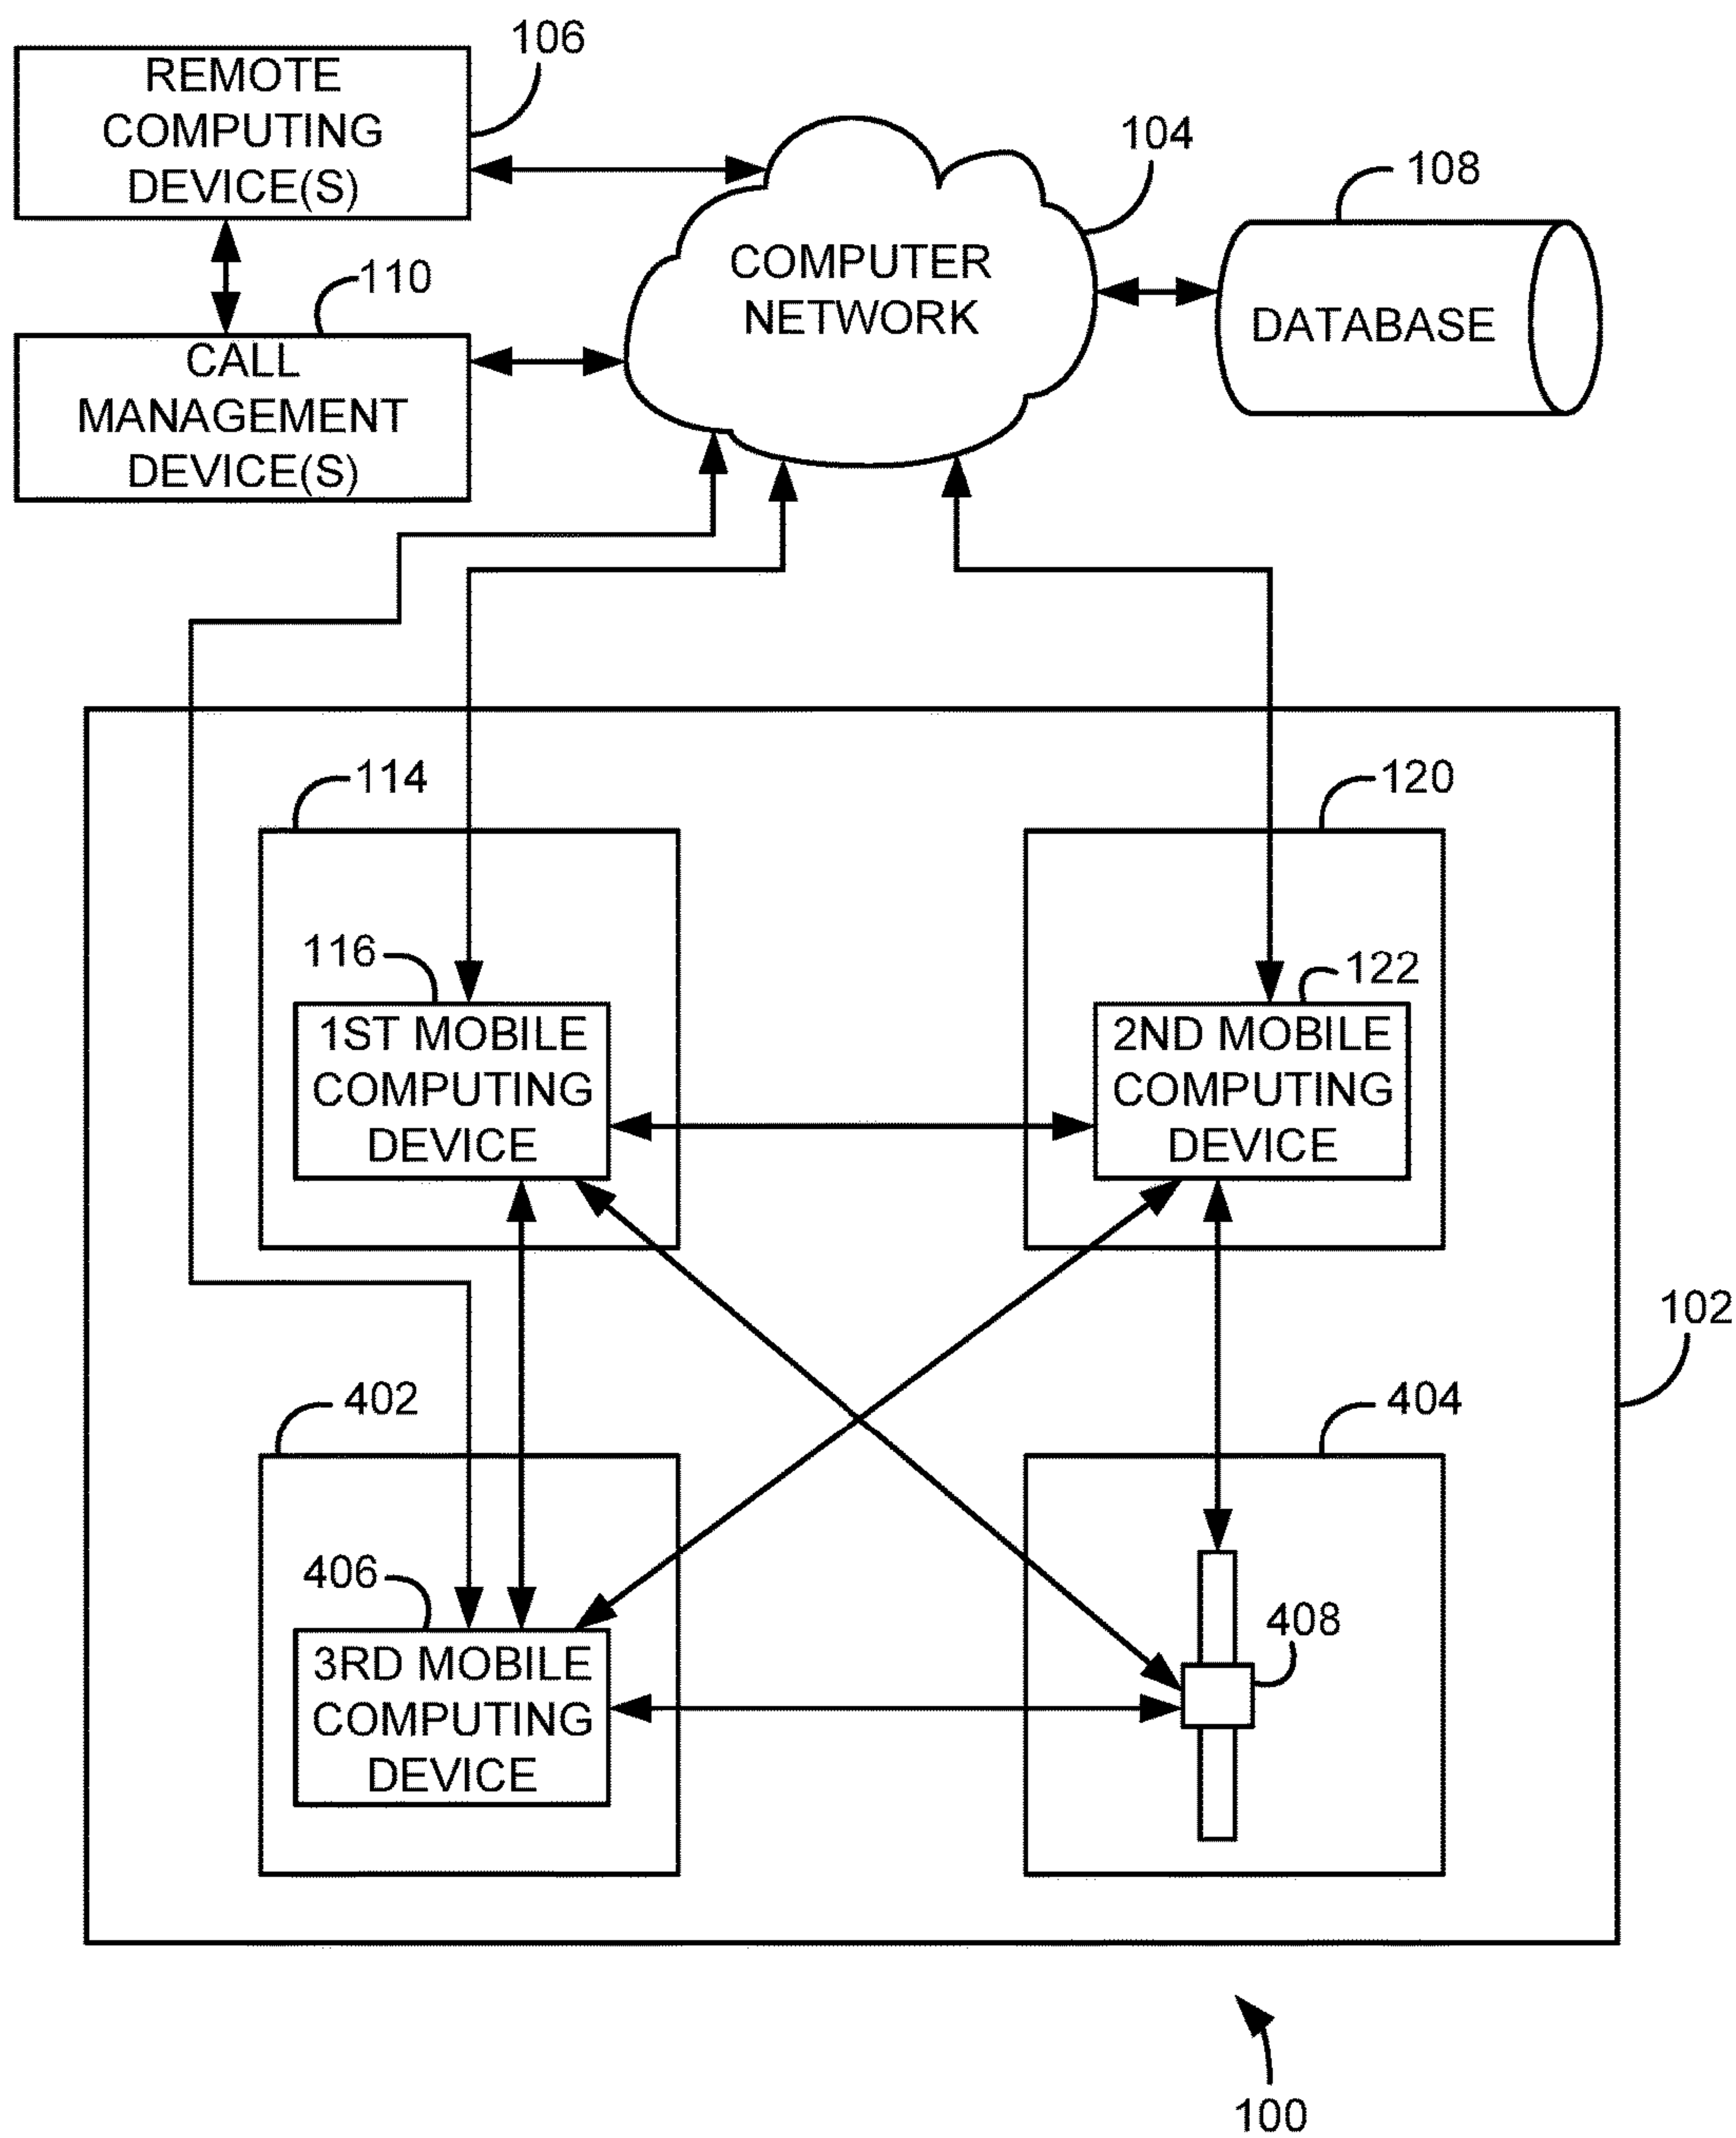 106
REMOTE
COMPUTING
DEVICE(S)
104
108
COMPUTER
NETWORK
110
DATABASE
CALL
MANAGEMENT
DEVICE(S)
114
120
116
122
1ST MOBILE
COMPUTING
DEVICE
2ND MOBILE
COMPUTING
DEVICE
102
402
404
406
408
3RD MOBILE
COMPUTING
DEVICE
100